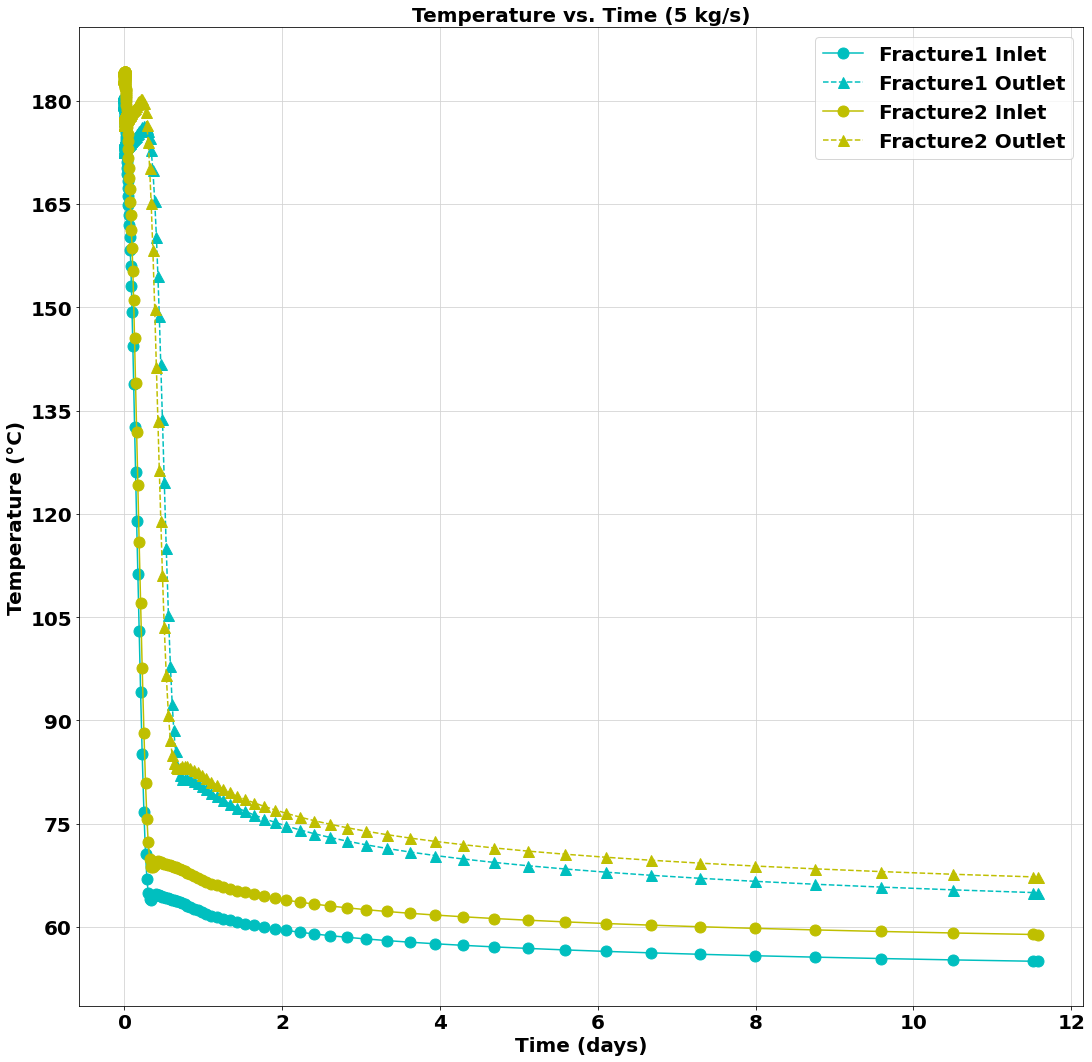 Temperature vs. Time (5 kg/s)
Fracture1 Inlet
Fracture1 Outlet
Fracture2 Inlet
Fracture2 Outlet
Temperature (°C)
180
165
150
135
120
105
90
75
60
0 2 4 6 8 10 12
Time (days)